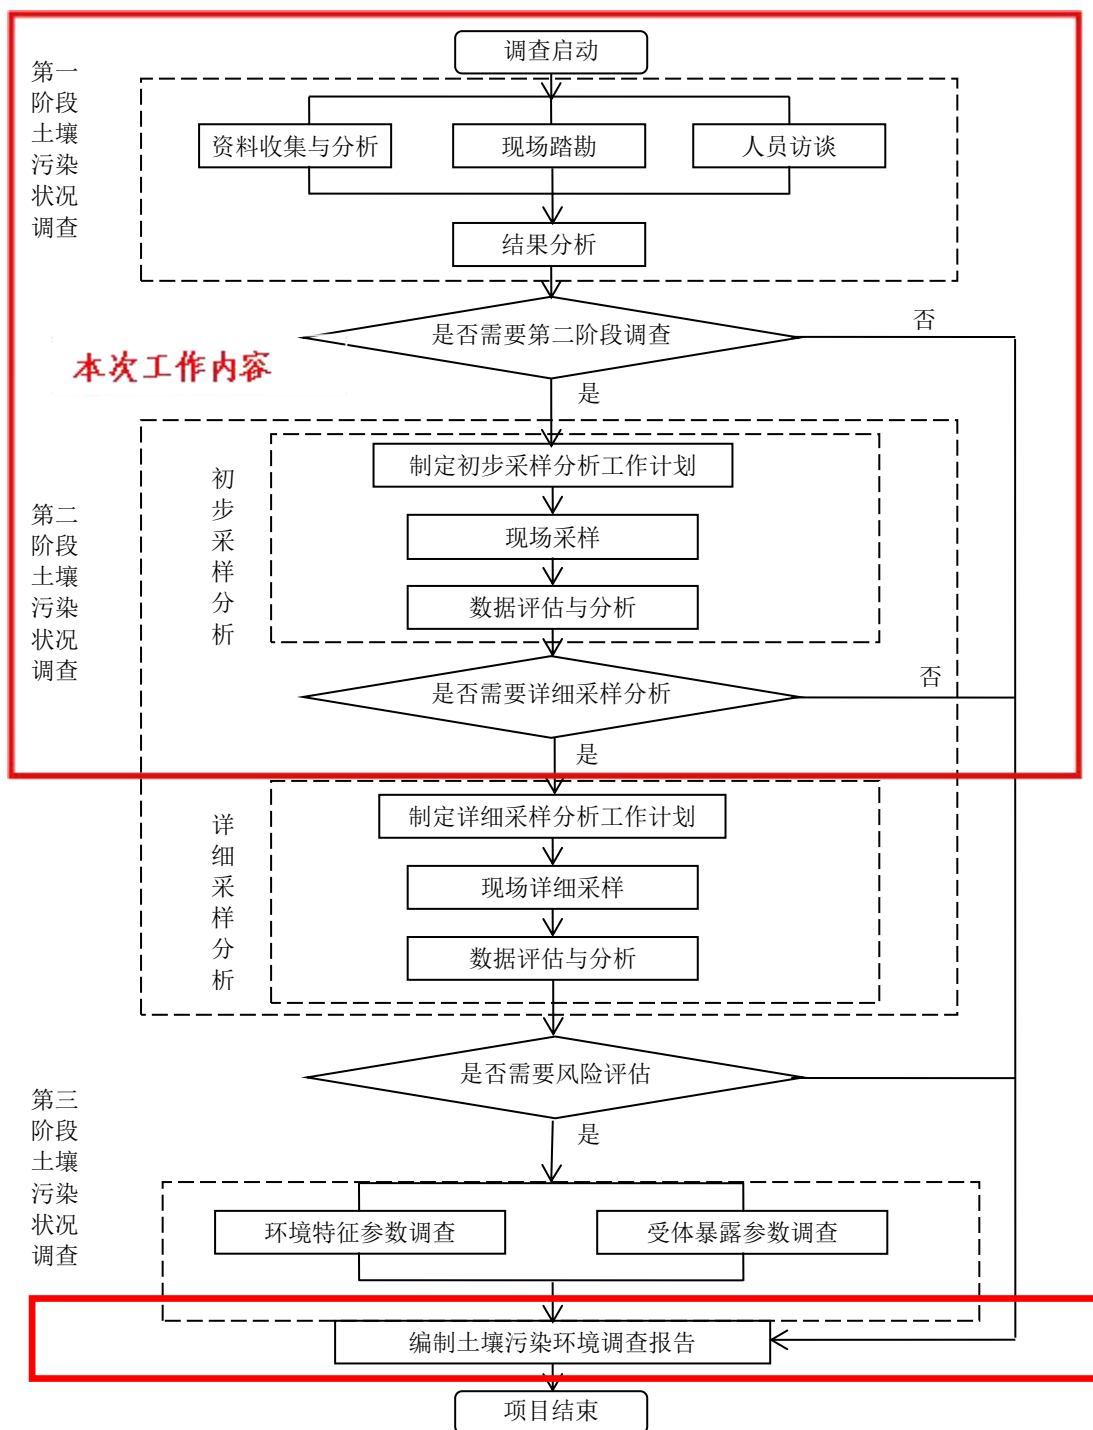 调查启动
第一
阶段
土壤
污染
状况
调查
资料收集与分析
现场踏勘
人员访谈
结果分析
是否需要第二阶段调查
否
本次工作内容
是
第二
阶段
土壤
污染
状况
调查
初
步
采
样
分
析
制定初步采样分析工作计划
现场采样
数据评估与分析
是否需要详细采样分析
否
是
详
细
采
样
分
析
制定详细采样分析工作计划
现场详细采样
数据评估与分析
是否需要风险评估
是
第三
阶段
土壤
污染
状况
调查
环境特征参数调查
受体暴露参数调查
编制土壤污染环境调查报告
项目结束